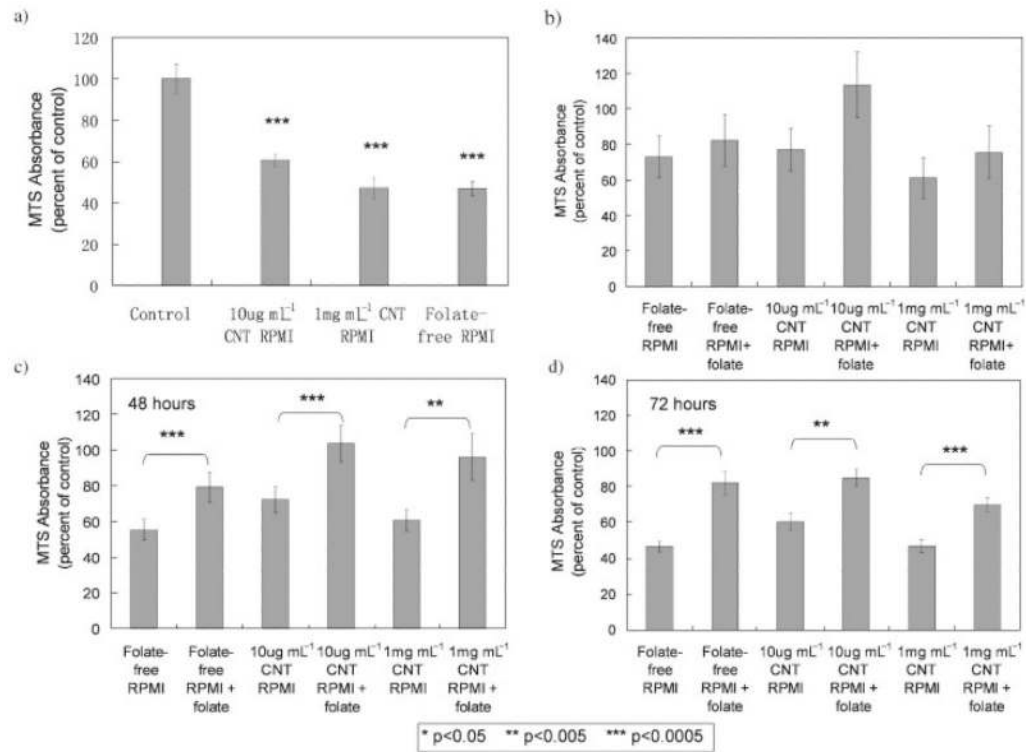 a)
MTS Absorbance
(percent of control)
120
100
80
60
40
20
0
***
***
***
Control
10ug mL-1
CNT RPMI
1mg mL-1 CNT
RPMI
Folate-
free RPMI
b)
MTS Absorbance
(percent of control)
140
120
100
80
60
40
20
0
Folate-
free
RPMI
Folate-
free
RPMI+
folate
10ug mL-1
CNT
RPMI
10ug mL-1
CNT
RPMI+
folate
1mg mL-1
CNT
RPMI
1mg mL-1
CNT
RPMI+
folate
c)
MTS Absorbance
(percent of control)
140
120
100
80
60
40
20
0
48 hours
***
***
**
Folate-
free
RPMI
Folate-
free
RPMI +
folate
10ug mL-1
CNT
RPMI
10ug mL-1
CNT
RPMI +
folate
1mg mL-1
CNT
RPMI
1mg mL-1
CNT
RPMI +
folate
d)
MTS Absorbance
(percent of control)
140
120
100
80
60
40
20
0
72 hours
***
**
***
Folate-
free
RPMI
Folate-
free
RPMI +
folate
10ug mL-1
CNT
RPMI
10ug mL-1
CNT
RPMI +
folate
1mg mL-1
CNT
RPMI
1mg mL-1
CNT
RPMI +
folate
* p<0.05 ** p<0.005 *** p<0.0005